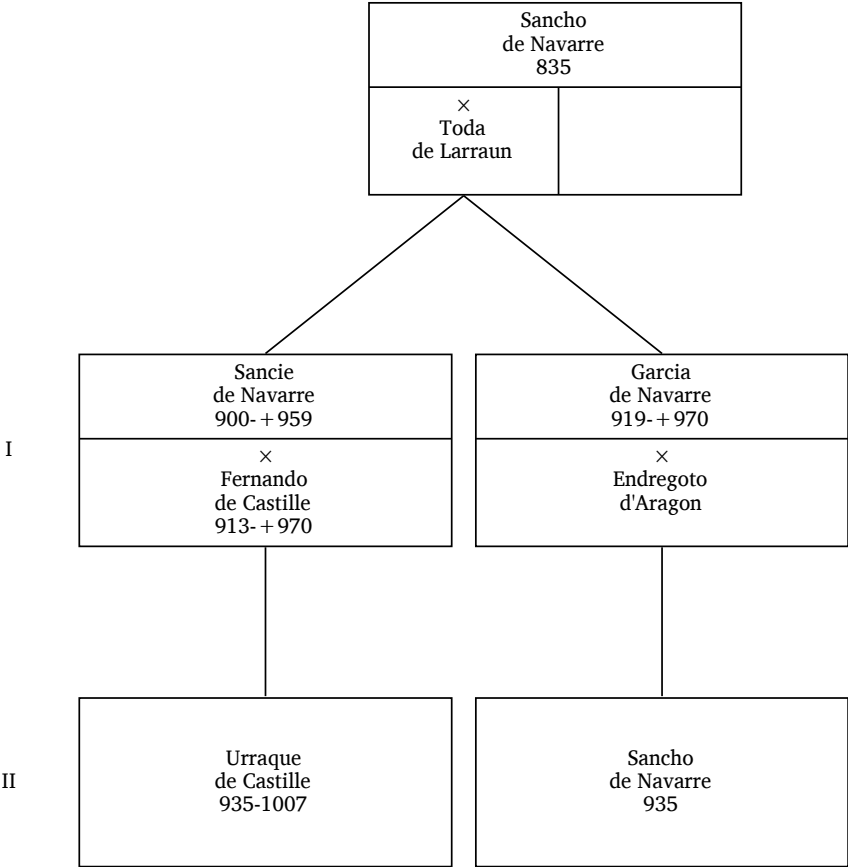 Sancho
de Navarre
835
×
Toda
de Larraun
I
Sancie
de Navarre
900-+959
×
Fernando
de Castille
913-+970
Garcia
de Navarre
919-+970
×
Endregoto
d'Aragon
II
Urraque
de Castille
935-1007
Sancho
de Navarre
935